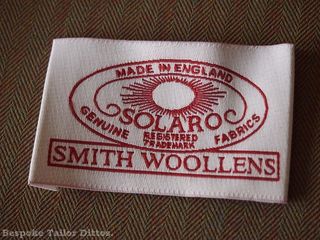 MADE IN ENGLAND
SOLARO
REGISTERED
TRADEMARK
GENUINE FABRICS
SMITH WOOLLENS
Bespoke Tailor Dittos.